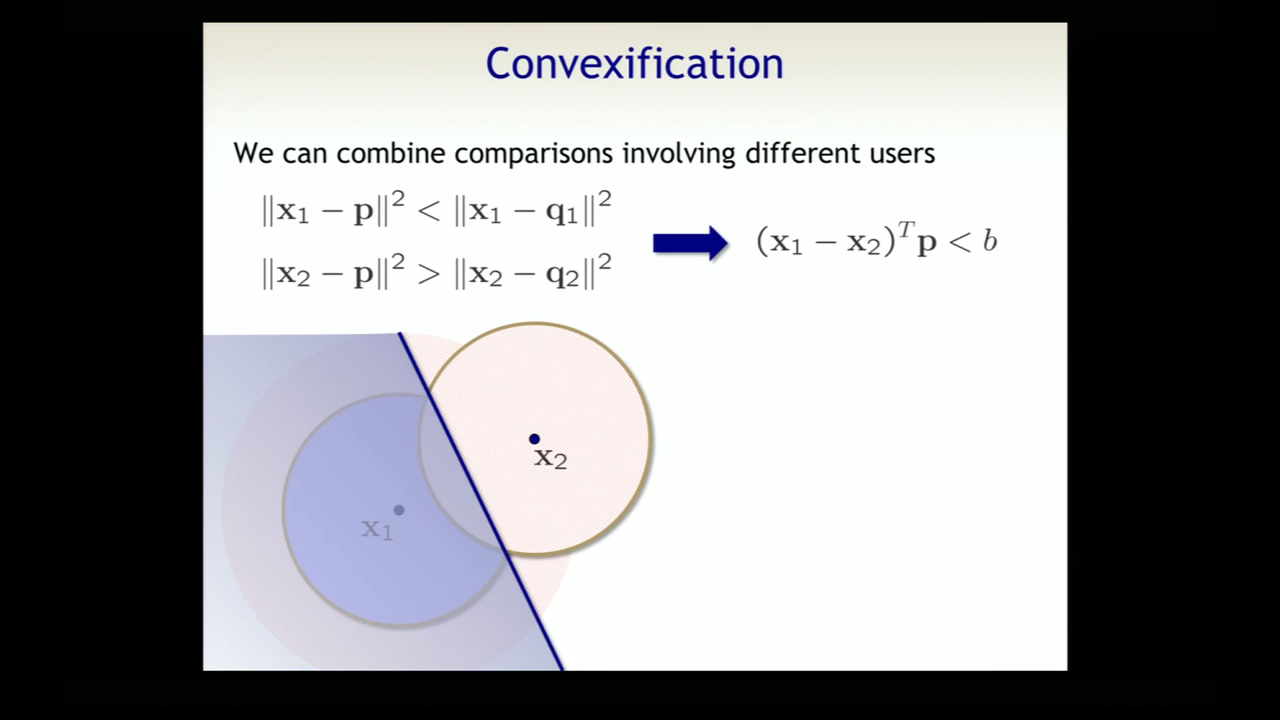 Convexification
We can combine comparisons involving different users
‖x₁ − p‖² < ‖x₁ − q₁‖²
‖x₂ − p‖² > ‖x₂ − q₂‖²
(x₁ − x₂)ᵀp < b
x₂
x₁